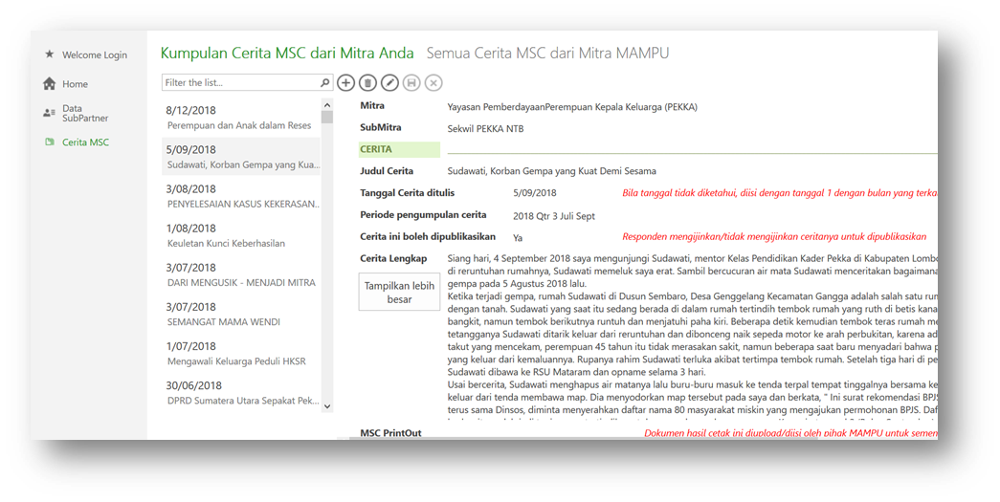 Welcome Login
Home
Data
SubPartner
Cerita MSC
Kumpulan Cerita MSC dari Mitra Anda Semua Cerita MSC dari Mitra MAMPU
Filter the list...
8/12/2018
Perempuan dan Anak dalam Reses
5/09/2018
Sudawati, Korban Gempa yang Kua...
3/08/2018
PENYELESAIAN KASUS KEKERASAN...
1/08/2018
Keuletan Kunci Keberhasilan
3/07/2018
DARI MENGUSIK - MENJADI MITRA
3/07/2018
SEMANGAT MAMA WENDI
1/07/2018
Mengawali Keluarga Peduli HKSR
30/06/2018
DPRD Sumatera Utara Sepakat Pek...
Mitra Yayasan PemberdayaanPerempuan Kepala Keluarga (PEKKA)
SubMitra Sekwil PEKKA NTB
CERITA
Judul Cerita Sudawati, Korban Gempa yang Kuat Demi Sesama
Tanggal Cerita ditulis 5/09/2018 Bila tanggal tidak diketahui, diisi dengan tanggal 1 dengan bulan yang terka
Periode pengumpulan cerita 2018 Qtr 3 Juli Sept
Cerita ini boleh dipublikasikan Ya Responden mengijinkan/tidak mengijinkan ceritanya untuk dipublikasikan
Cerita Lengkap
Tampilkan lebih
besar
Siang hari, 4 September 2018 saya mengunjungi Sudawati, mentor Kelas Pendidikan Kader Pekka di Kabupaten Lombo
di reruntuhan rumahnya, Sudawati memeluk saya erat. Sambil bercucuran air mata Sudawati menceritakan bagaimana
gempa pada 5 Agustus 2018 lalu.
Ketika terjadi gempa, rumah Sudawati di Dusun Sembaro, Desa Genggelang Kecamatan Gangga adalah salah satu rum
dengan tanah. Sudawati yang saat itu sedang berada di dalam rumah tertindih tembok rumah yang ruth di betis kana
bangkit, namun tembok berikutnya runtuh dan menjatuhi paha kiri. Beberapa detik kemudian tembok teras rumah me
tetangganya Sudawati ditarik keluar dari reruntuhan dan dibonceng naik sepeda motor ke arah perbukitan, karena ad
takut yang mencekam, perempuan 45 tahun itu tidak merasakan sakit, namun beberapa saat baru menyadari bahwa p
yang keluar dari kemaluannya. Rupanya rahim Sudawati terluka akibat tertimpa tembok rumah. Setelah tiga hari di pe
Sudawati dibawa ke RSU Mataram dan opname selama 3 hari.
Usai bercerita, Sudawati menghapus air matanya lalu buru-buru masuk ke tenda terpal tempat tinggalnya bersama ke
keluar dari tenda membawa map. Dia menyodorkan map tersebut pada saya dan berkata, " Ini surat rekomendasi BPJS
terus sama Dinsos, diminta menyerahkan daftar nama 80 masyarakat miskin yang mengajukan permohonan BPJS. Daf
MSC PrintOut Dokumen hasil cetak ini diupload/diisi oleh pihak MAMPU untuk semen